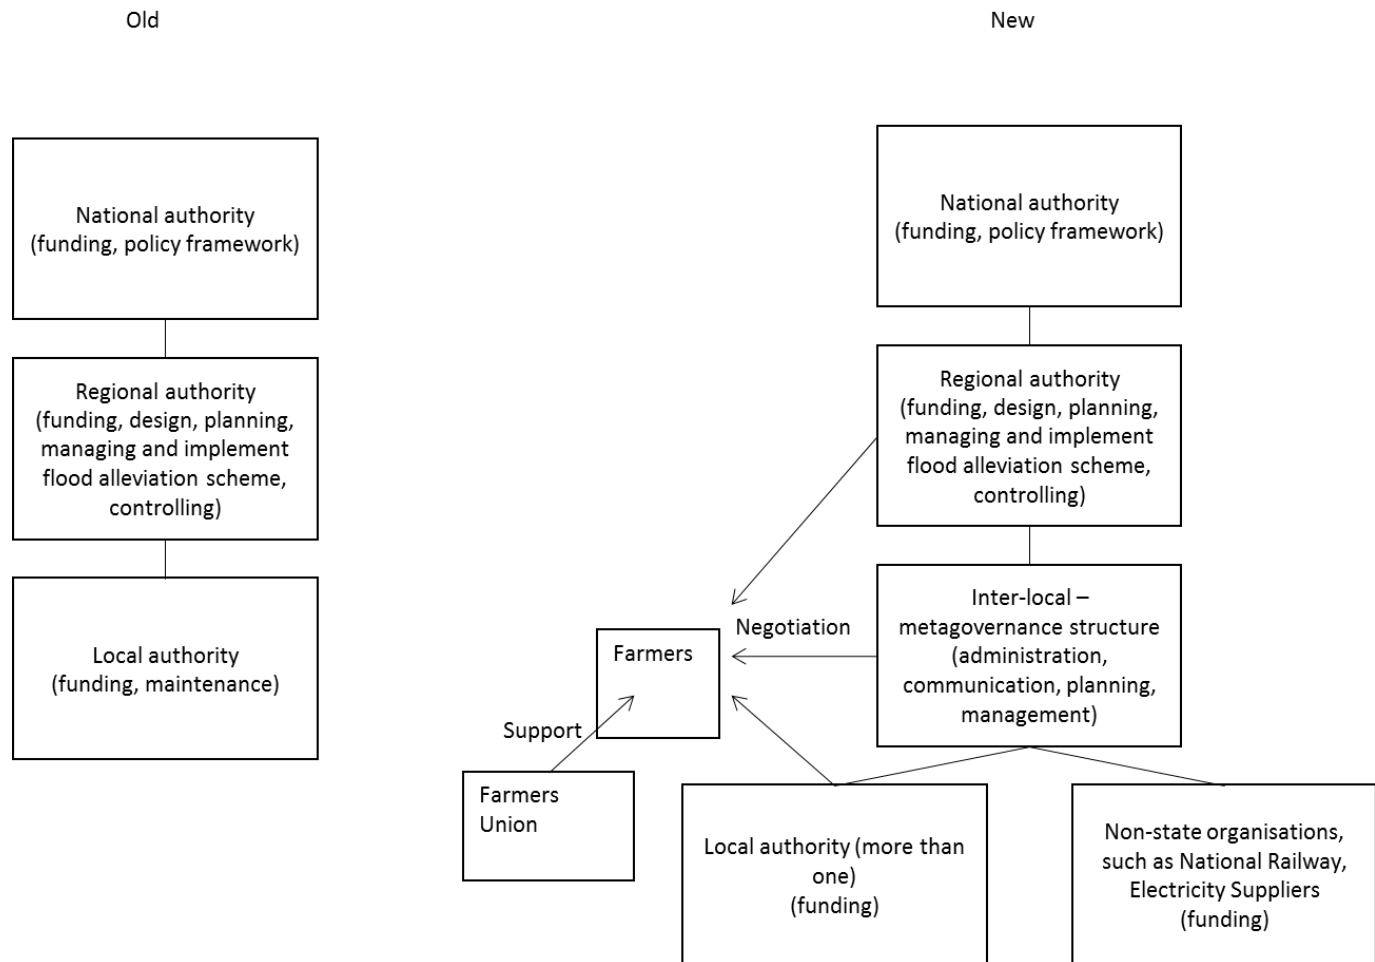 Old
New
National authority
(funding, policy framework)
Regional authority
(funding, design, planning,
managing and implement
flood alleviation scheme,
controlling)
Local authority
(funding, maintenance)
National authority
(funding, policy framework)
Regional authority
(funding, design, planning,
managing and implement
flood alleviation scheme,
controlling)
Inter-local –
metagovernance structure
(administration,
communication, planning,
management)
Negotiation
Farmers
Support
Farmers
Union
Local authority (more than
one)
(funding)
Non-state organisations,
such as National Railway,
Electricity Suppliers
(funding)